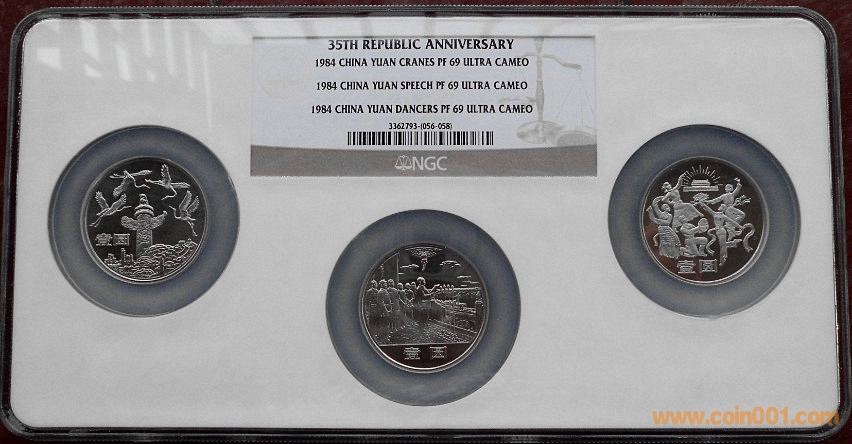 35TH REPUBLIC ANNIVERSARY
1984 CHINA YUAN CRANES PF 69 ULTRA CAMEO
1984 CHINA YUAN SPEECH PF 69 ULTRA CAMEO
1984 CHINA YUAN DANCERS PF 69 ULTRA CAMEO
3362793-(056-058)
NGC
壹圆
壹圆
壹圆
www.coin001.com